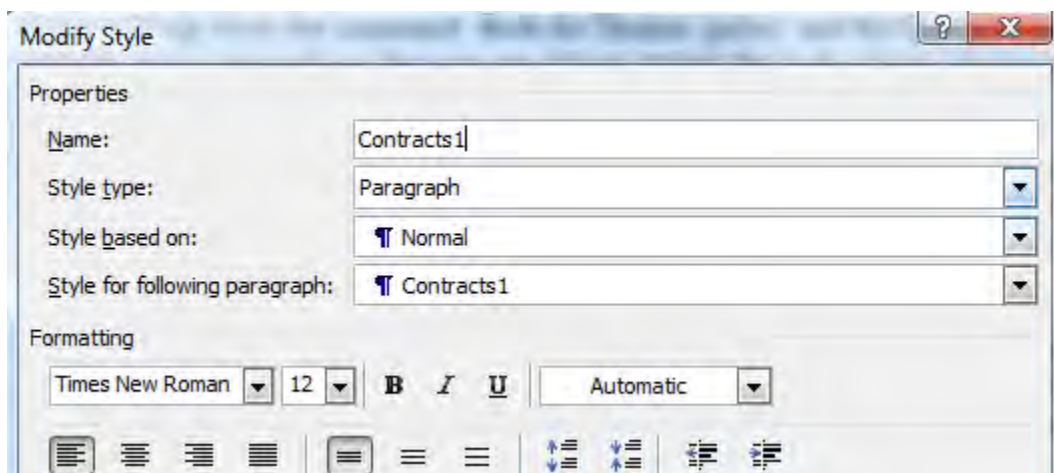 Modify Style
Properties
Name: Contracts1
Style type: Paragraph
Style based on: ¶ Normal
Style for following paragraph: ¶ Contracts1
Formatting
Times New Roman 12 B I U Automatic